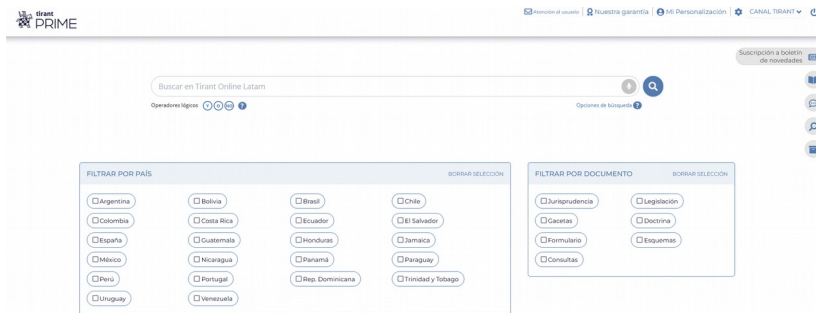 tirant
PRIME
Atención al usuario
Nuestra garantía
Mi Personalización
CANAL TIRANT
Suscripción a boletín
de novedades
Buscar en Tirant Online Latam
Operadores lógicos Y O NO ?
Opciones de búsqueda ?
FILTRAR POR PAÍS BORRAR SELECCIÓN
Argentina Bolivia Brasil Chile
Colombia Costa Rica Ecuador El Salvador
España Guatemala Honduras Jamaica
México Nicaragua Panamá Paraguay
Perú Portugal Rep. Dominicana Trinidad y Tobago
Uruguay Venezuela
FILTRAR POR DOCUMENTO BORRAR SELECCIÓN
Jurisprudencia Legislación
Gacetas Doctrina
Formulario Esquemas
Consultas